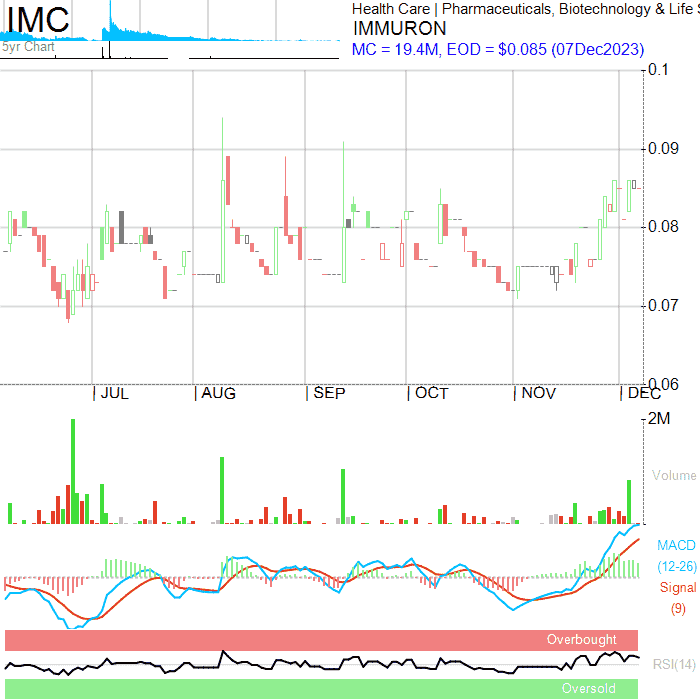 IMC
Health Care | Pharmaceuticals, Biotechnology & Life S
IMMURON
MC = 19.4M, EOD = $0.085 (07Dec2023)
5yr Chart
0.1
0.09
0.08
0.07
0.06
JUL
AUG
SEP
OCT
NOV
DEC
2M
Volume
MACD
(12-26)
Signal
(9)
Overbought
RSI(14)
Oversold